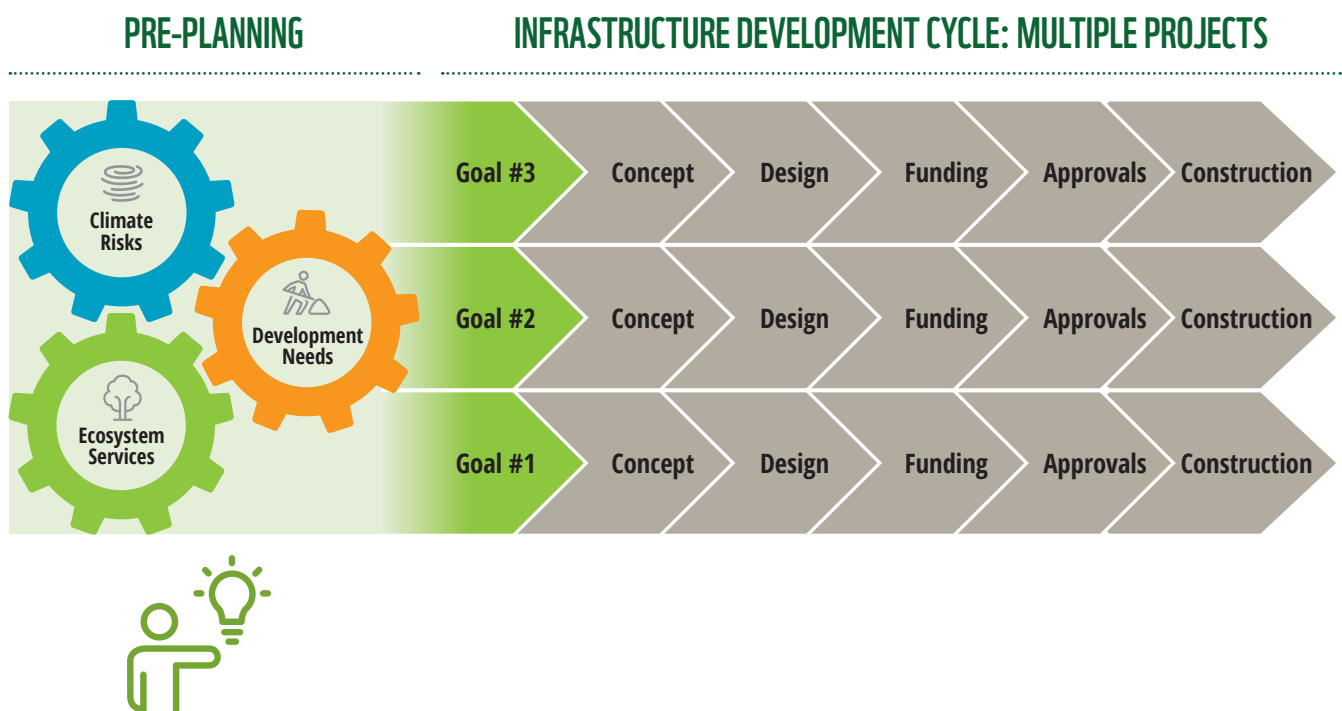 PRE-PLANNING
INFRASTRUCTURE DEVELOPMENT CYCLE: MULTIPLE PROJECTS
Climate
Risks
Development
Needs
Ecosystem
Services
Goal #3 Concept Design Funding Approvals Construction
Goal #2 Concept Design Funding Approvals Construction
Goal #1 Concept Design Funding Approvals Construction